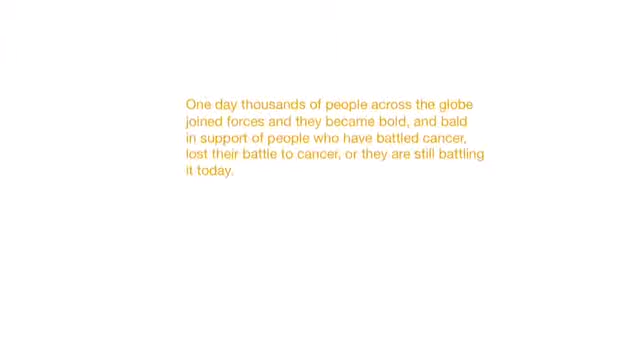 One day thousands of people across the globe
joined forces and they became bold, and bald
in support of people who have battled cancer,
lost their battle to cancer, or they are still battling
it today.